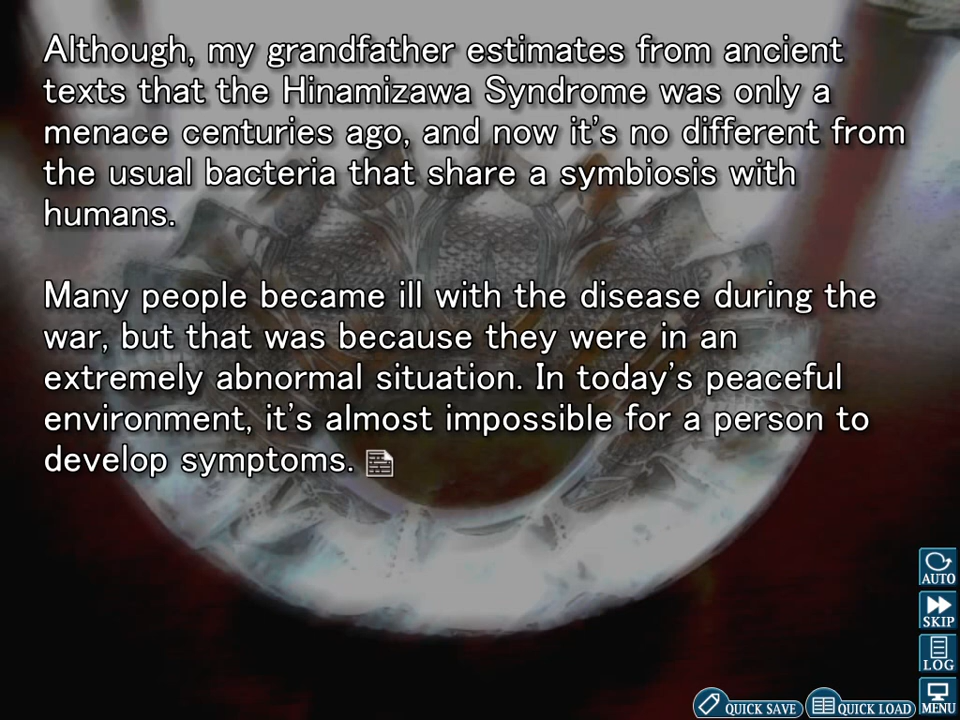 Although, my grandfather estimates from ancient
texts that the Hinamizawa Syndrome was only a
menace centuries ago, and now it's no different from
the usual bacteria that share a symbiosis with
humans.
Many people became ill with the disease during the
war, but that was because they were in an
extremely abnormal situation. In today's peaceful
environment, it's almost impossible for a person to
develop symptoms.
AUTO
SKIP
LOG
MENU
QUICK SAVE
QUICK LOAD